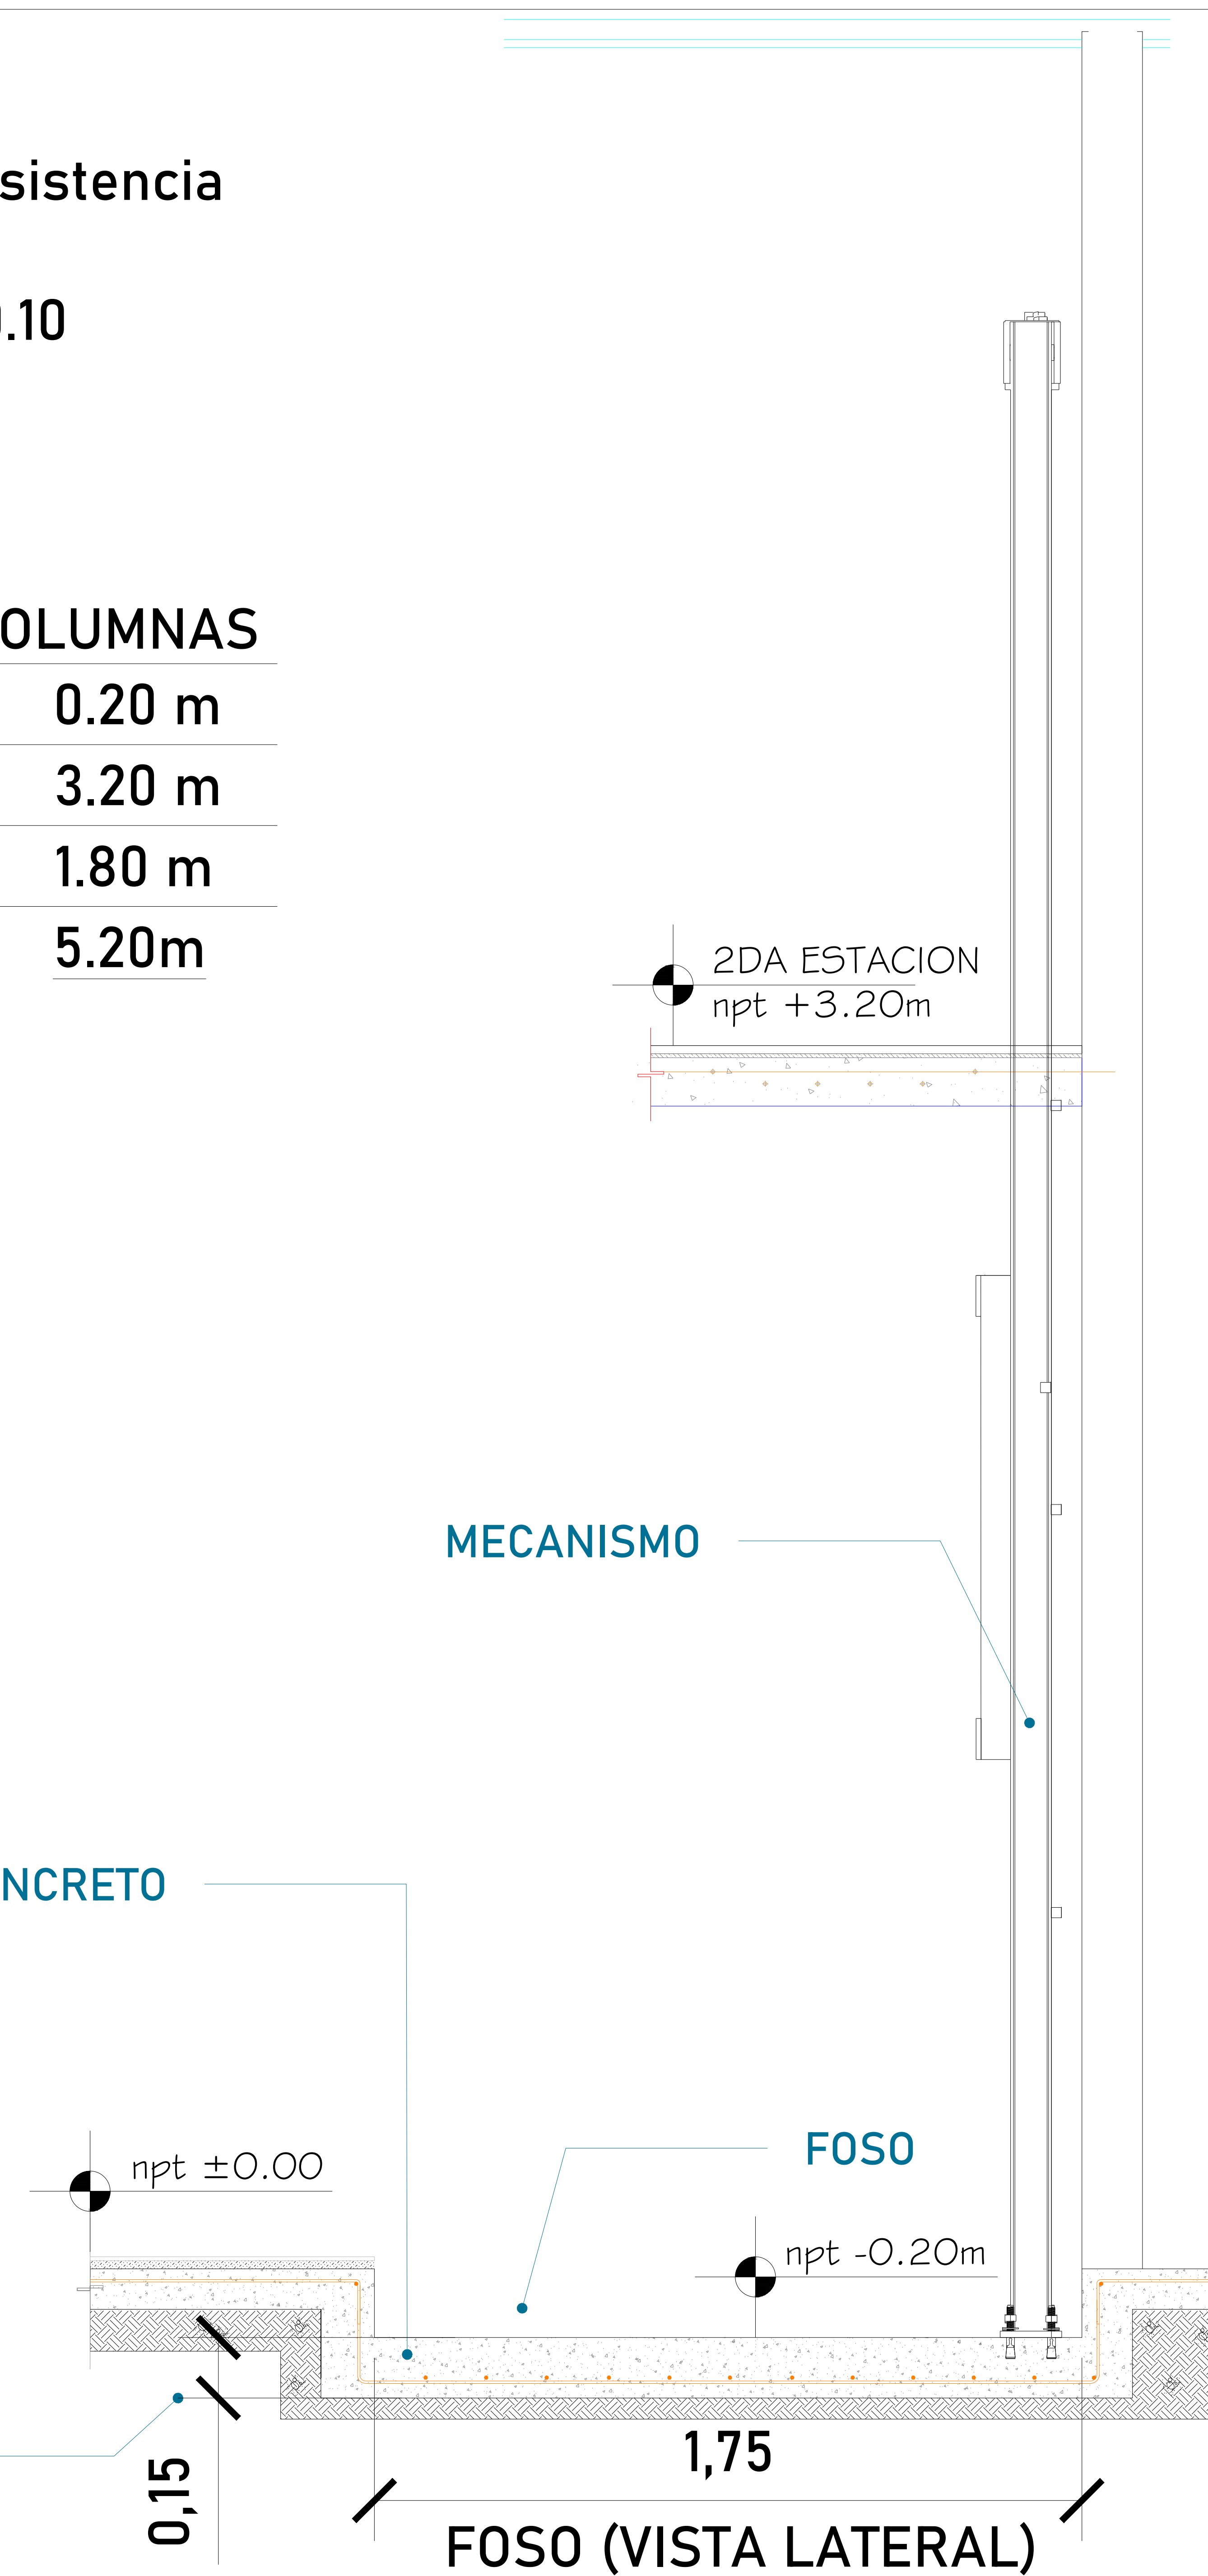 sistencia
.10
OLUMNAS
0.20 m
3.20 m
1.80 m
5.20m
2DA ESTACION
npt +3.20m
MECANISMO
NCRETO
npt ±0.00
FOSO
npt -0.20m
1,75
0,15
FOSO (VISTA LATERAL)